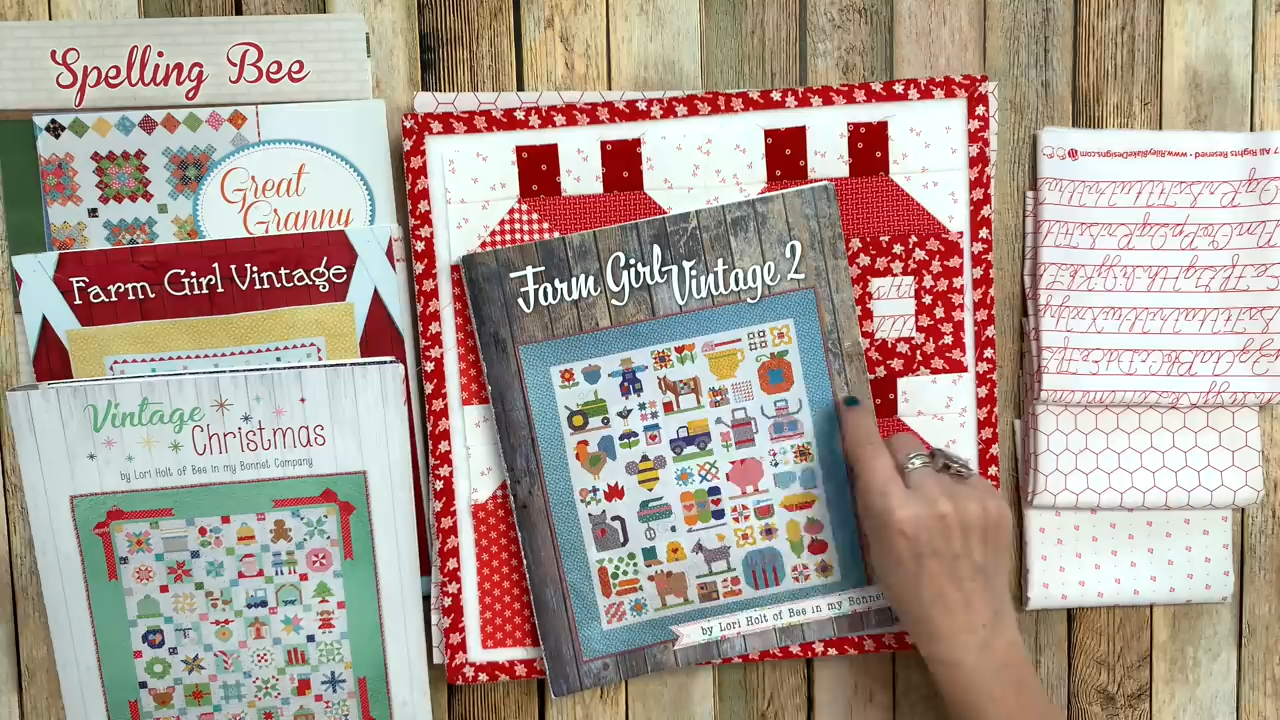 Spelling Bee
Great
Granny
Farm Girl Vintage
Vintage
Christmas
by Lori Holt of Bee in my Bonnet Company
Farm Girl Vintage 2
by Lori Holt of Bee in my Bonnet
7 All Rights Reserved • www.RileyBlakeDesigns.com